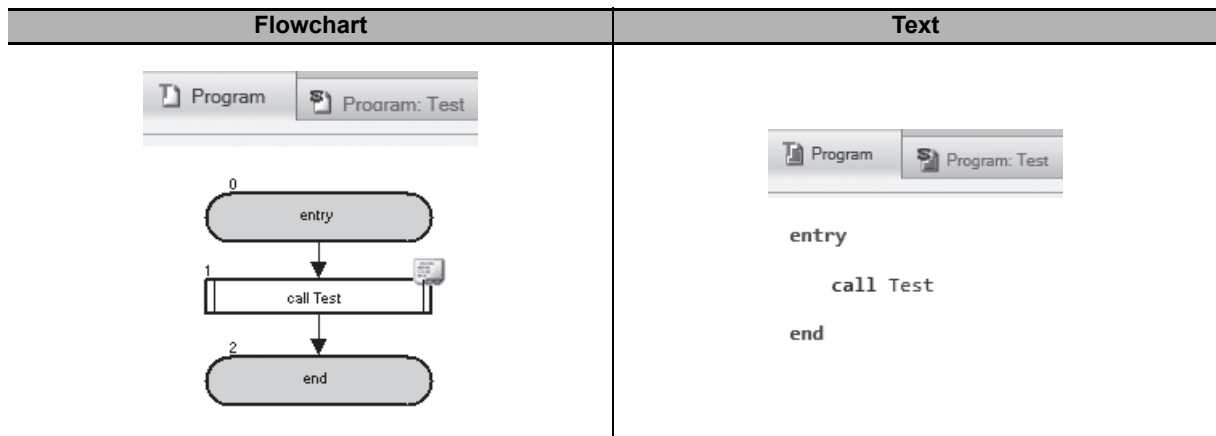 Flowchart
Text
Program
Program: Test
0
entry
1
call Test
2
end
Program
Program: Test
entry
call Test
end